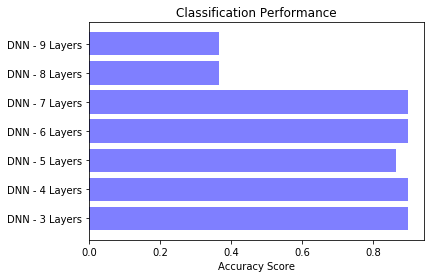 Classification Performance
DNN - 9 Layers
DNN - 8 Layers
DNN - 7 Layers
DNN - 6 Layers
DNN - 5 Layers
DNN - 4 Layers
DNN - 3 Layers
0.0 0.2 0.4 0.6 0.8
Accuracy Score